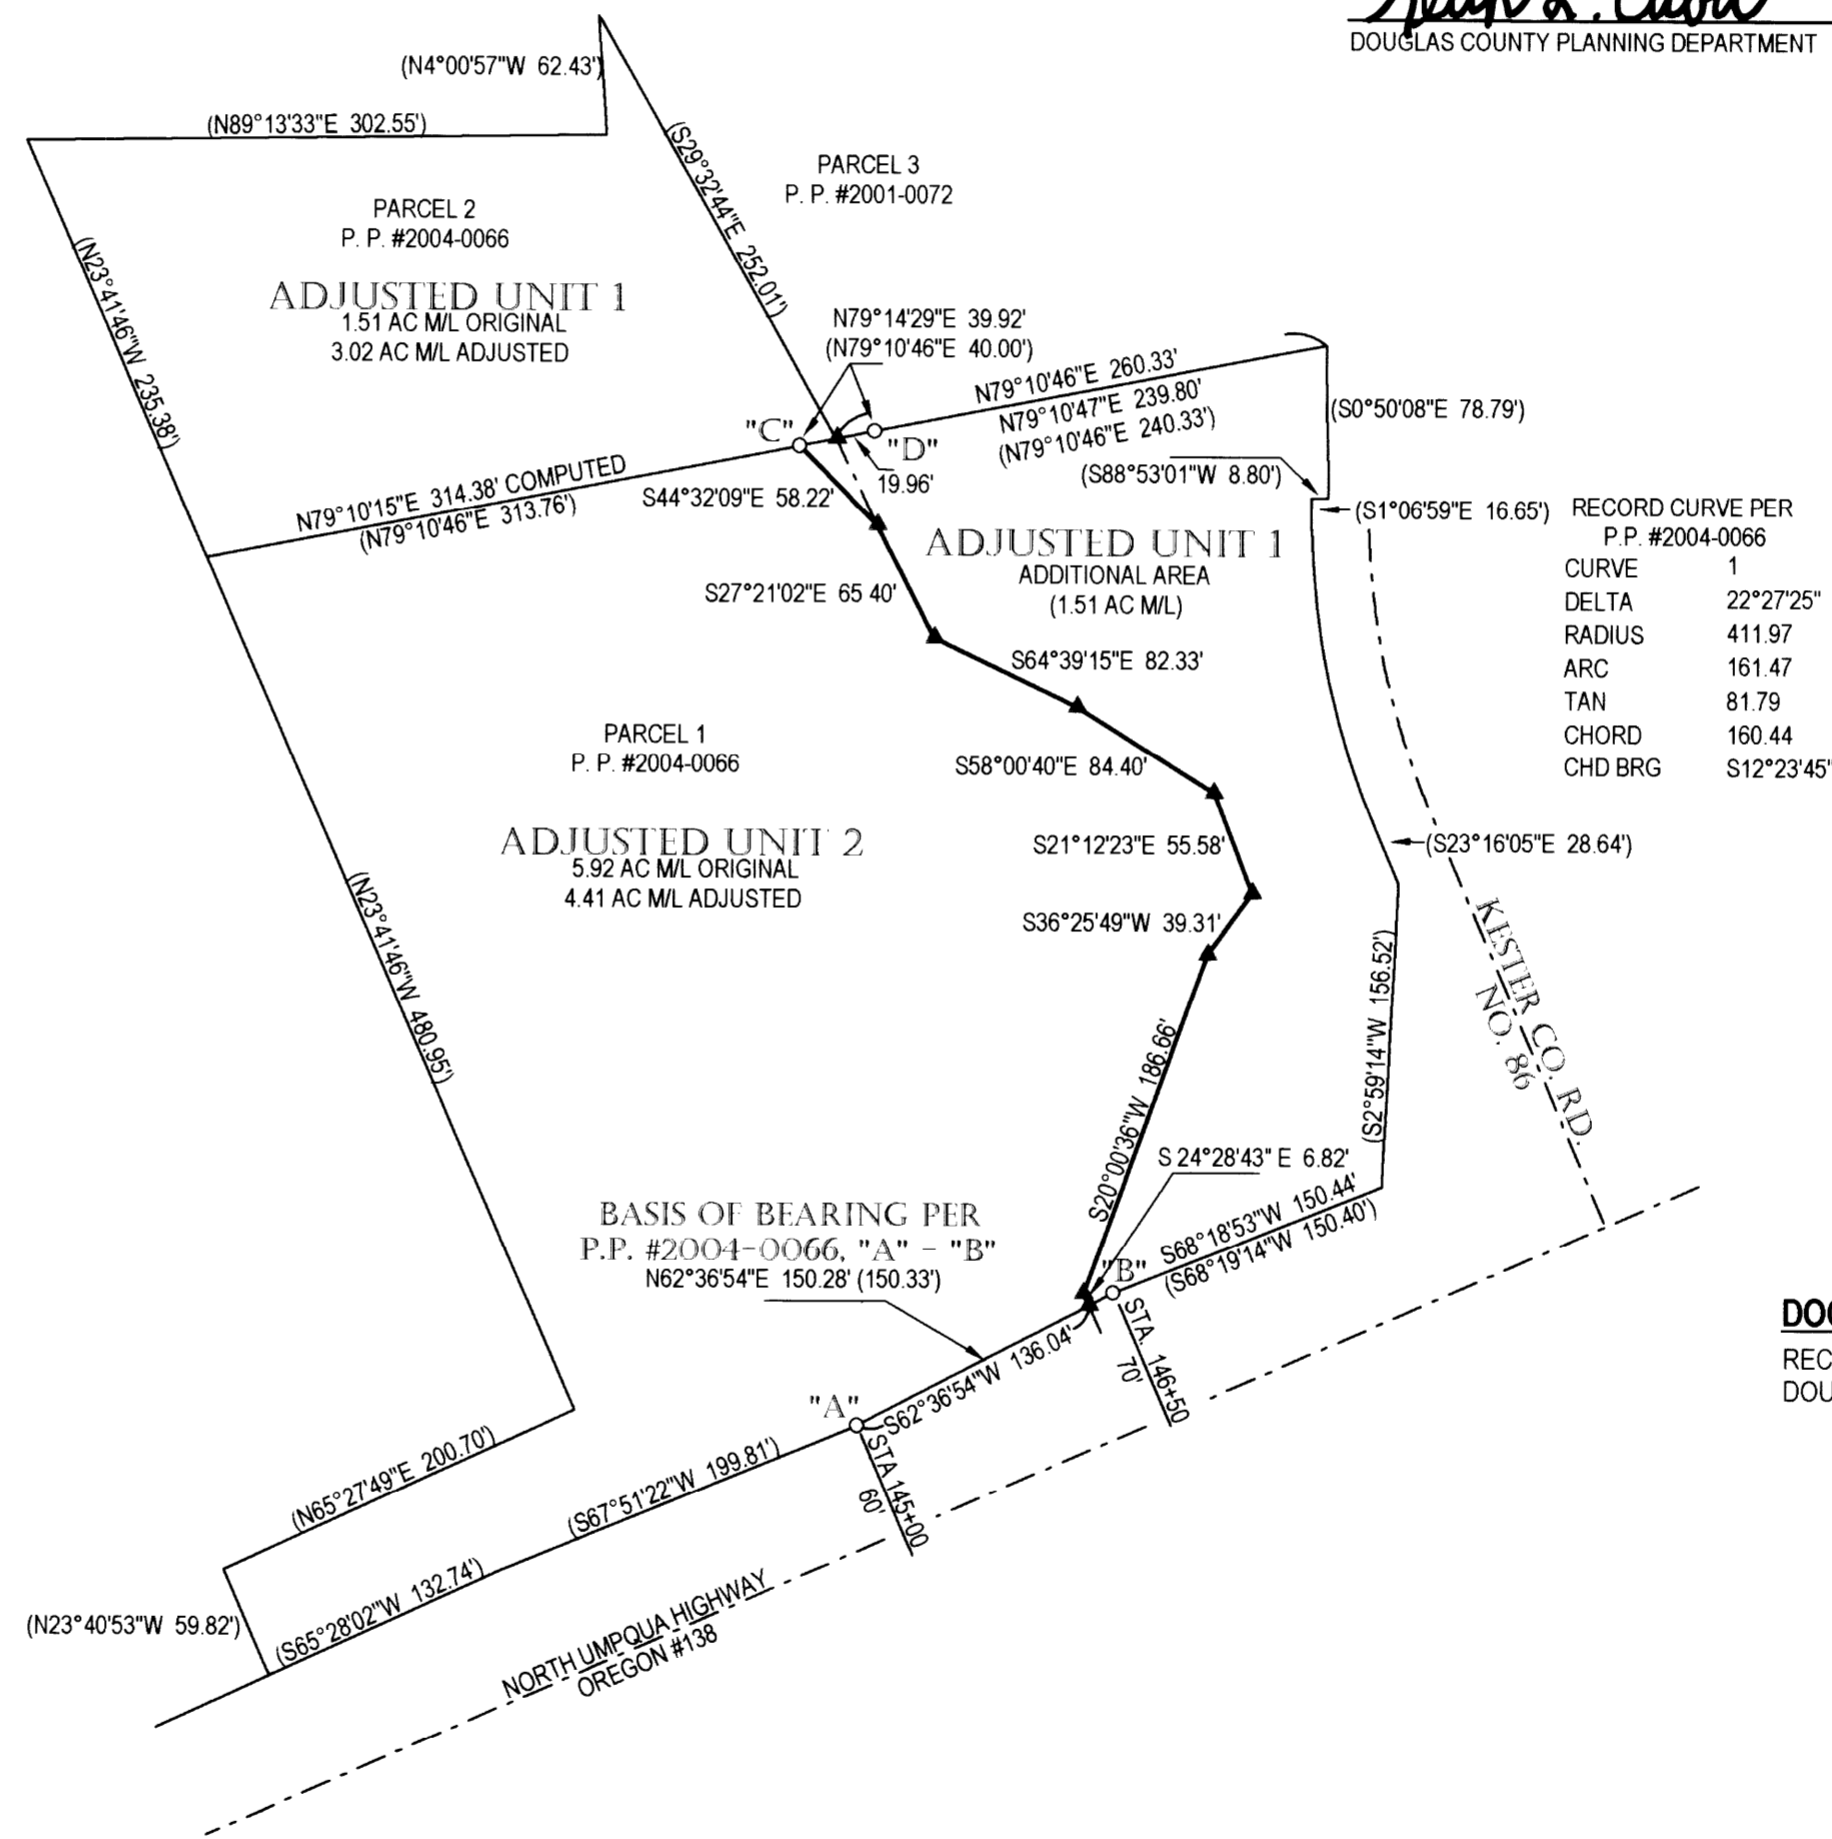 DOUGLAS COUNTY PLANNING DEPARTMENT
(N4°00'57"W 62.43')
(N89°13'33"E 302.55')
(S29°32'44"E 252.01')
PARCEL 3
P. P. #2001-0072
PARCEL 2
P. P. #2004-0066
ADJUSTED UNIT 1
1.51 AC M/L ORIGINAL
3.02 AC M/L ADJUSTED
(N23°41'46"W 235.38')
N79°14'29"E 39.92'
(N79°10'46"E 40.00')
N79°10'46"E 260.33'
N79°10'47"E 239.80'
(N79°10'46"E 240.33')
(S0°50'08"E 78.79')
"C"
"D"
19.96'
(S88°53'01"W 8.80')
N79°10'15"E 314.38' COMPUTED
(N79°10'46"E 313.76')
S44°32'09"E 58.22'
(S1°06'59"E 16.65')
RECORD CURVE PER
P.P. #2004-0066
CURVE 1
DELTA 22°27'25"
RADIUS 411.97
ARC 161.47
TAN 81.79
CHORD 160.44
CHD BRG S12°23'45"
ADJUSTED UNIT 1
ADDITIONAL AREA
(1.51 AC M/L)
S27°21'02"E 65 40'
S64°39'15"E 82.33'
PARCEL 1
P. P. #2004-0066
S58°00'40"E 84.40'
ADJUSTED UNIT 2
5.92 AC M/L ORIGINAL
4.41 AC M/L ADJUSTED
S21°12'23"E 55.58'
(S23°16'05"E 28.64')
S36°25'49"W 39.31'
(N23°41'46"W 480.95')
KESTER CO. RD.
NO. 86
(S2°59'14"W 156.52')
S20°00'36"W 186.66'
S 24°28'43" E 6.82'
BASIS OF BEARING PER
P.P. #2004-0066, "A" - "B"
N62°36'54"E 150.28' (150.33')
"B"
S68°18'53"W 150.44'
(S68°19'14"W 150.40')
STA. 146+50
70'
S62°36'54"W 136.04'
"A"
STA 145+00
60'
(N65°27'49"E 200.70')
(S67°51'22"W 199.81')
(N23°40'53"W 59.82')
(S65°28'02"W 132.74')
NORTH UMPQUA HIGHWAY
OREGON #138
DOC
REC
DOU